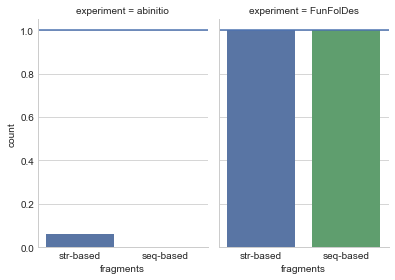 experiment = abinitio
experiment = FunFolDes
1.0
0.8
0.6
0.4
0.2
0.0
count
str-based
seq-based
str-based
seq-based
fragments
fragments